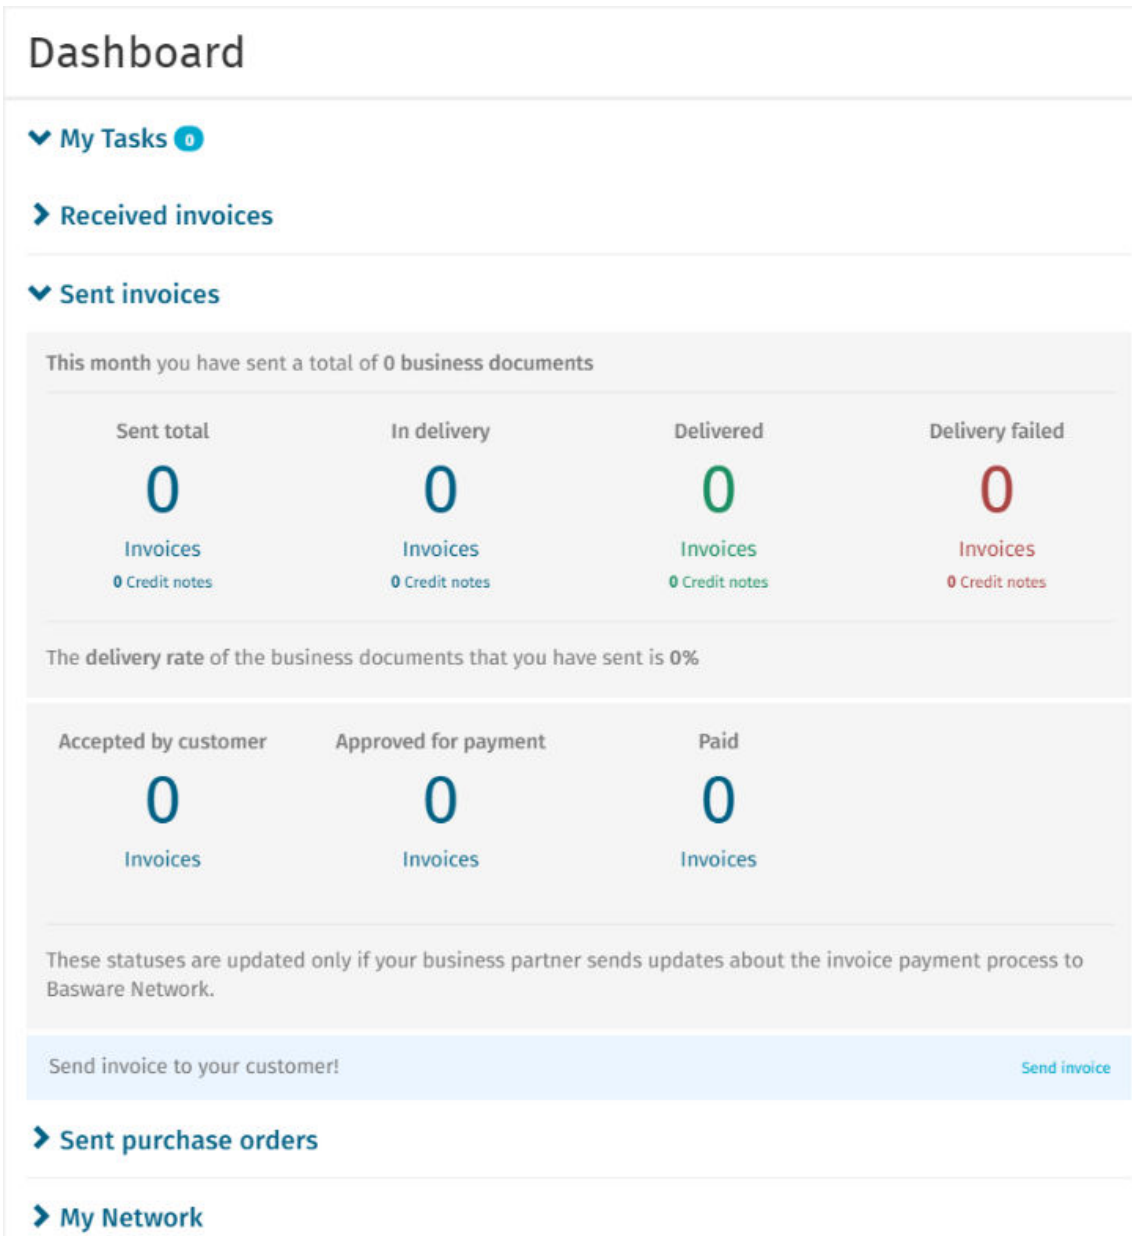 Dashboard
My Tasks 0
Received invoices
Sent invoices
This month you have sent a total of 0 business documents
Sent total In delivery Delivered Delivery failed
0 0 0 0
Invoices Invoices Invoices Invoices
0 Credit notes 0 Credit notes 0 Credit notes 0 Credit notes
The delivery rate of the business documents that you have sent is 0%
Accepted by customer Approved for payment Paid
0 0 0
Invoices Invoices Invoices
These statuses are updated only if your business partner sends updates about the invoice payment process to
Basware Network.
Send invoice to your customer! Send invoice
Sent purchase orders
My Network